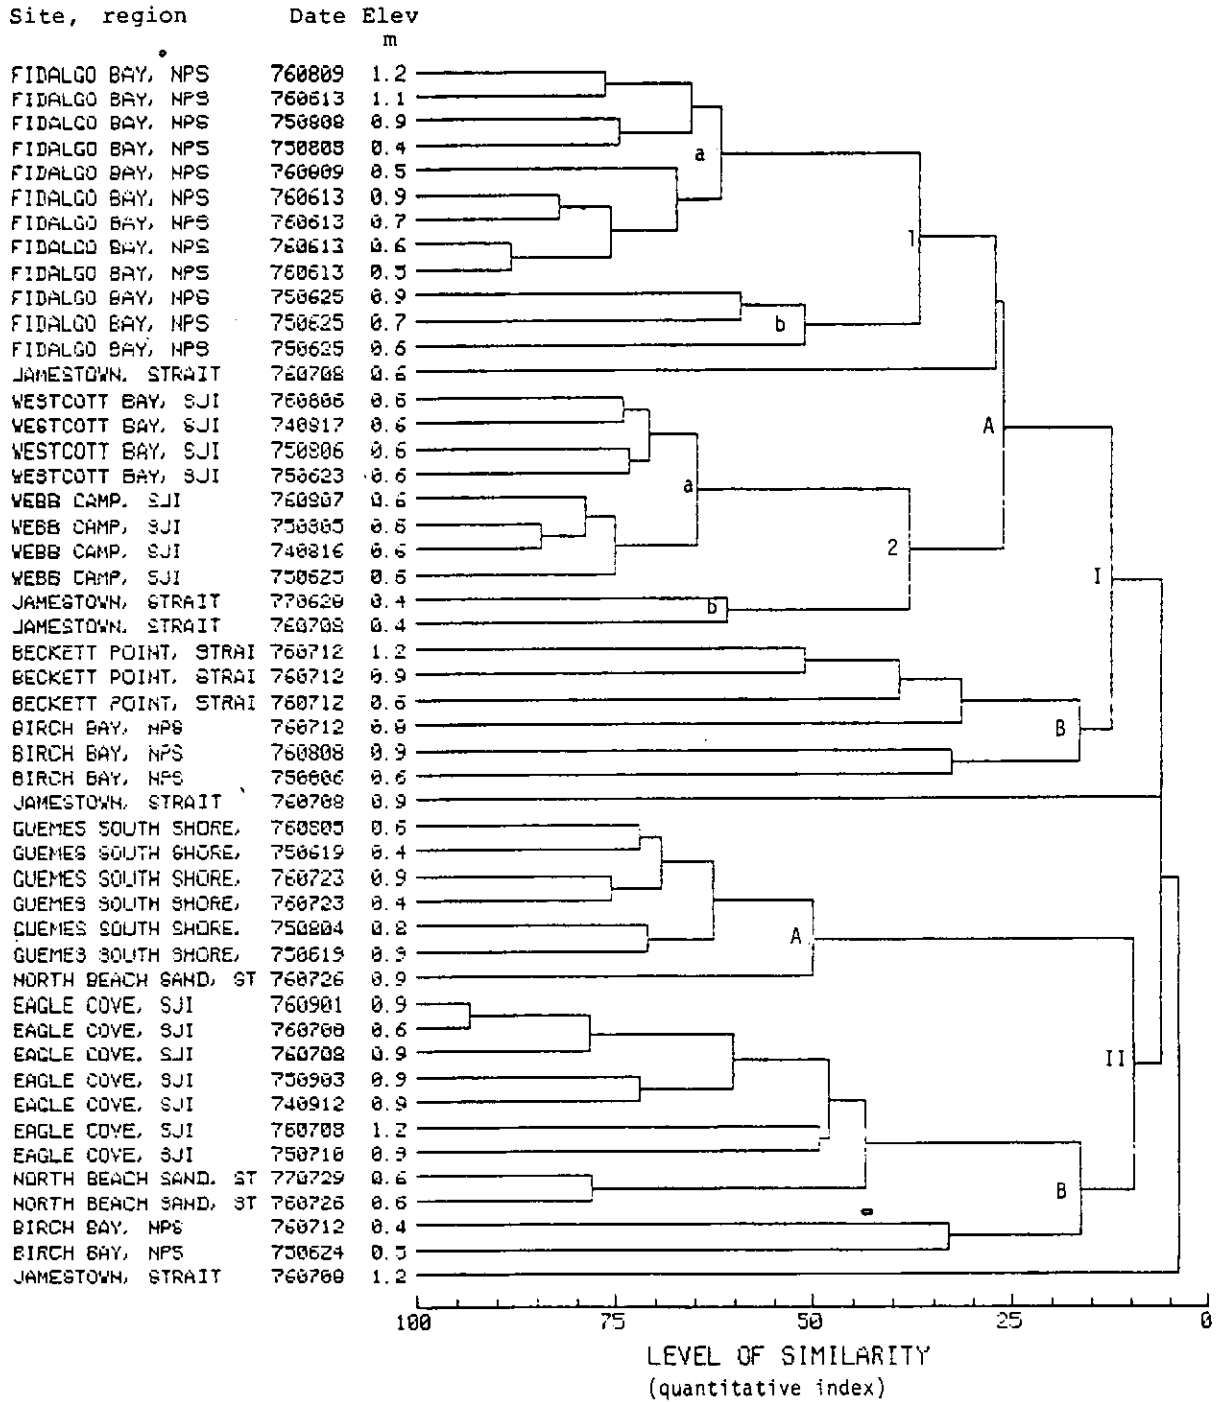 Site, region Date Elev
m
FIDALGO BAY, NPS 760809 1.2
FIDALGO BAY, NPS 760613 1.1
FIDALGO BAY, NPS 750808 0.9
FIDALGO BAY, NPS 750808 0.4
FIDALGO BAY, NPS 760809 0.5
FIDALGO BAY, NPS 760613 0.9
FIDALGO BAY, NPS 760613 0.7
FIDALGO BAY, NPS 760613 0.6
FIDALGO BAY, NPS 760613 0.5
FIDALGO BAY, NPS 750625 0.9
FIDALGO BAY, NPS 750625 0.7
FIDALGO BAY, NPS 750625 0.6
JAMESTOWN, STRAIT 760708 0.6
WESTCOTT BAY, SJI 760806 0.6
WESTCOTT BAY, SJI 740817 0.6
WESTCOTT BAY, SJI 750806 0.6
WESTCOTT BAY, SJI 750623 0.6
WEBB CAMP, SJI 760807 0.6
WEBB CAMP, SJI 750805 0.6
WEBB CAMP, SJI 740816 0.6
WEBB CAMP, SJI 750625 0.6
JAMESTOWN, STRAIT 770620 0.4
JAMESTOWN, STRAIT 760708 0.4
BECKETT POINT, STRAI 760712 1.2
BECKETT POINT, STRAI 760712 0.9
BECKETT POINT, STRAI 760712 0.6
BIRCH BAY, NPS 760712 0.0
BIRCH BAY, NPS 760808 0.9
BIRCH BAY, NPS 750806 0.6
JAMESTOWN, STRAIT 760708 0.9
GUEMES SOUTH SHORE, 760805 0.6
GUEMES SOUTH SHORE, 750619 0.4
GUEMES SOUTH SHORE, 760723 0.9
GUEMES SOUTH SHORE, 760723 0.4
GUEMES SOUTH SHORE, 750804 0.8
GUEMES SOUTH SHORE, 750619 0.9
NORTH BEACH SAND, ST 760726 0.9
EAGLE COVE, SJI 760901 0.9
EAGLE COVE, SJI 760708 0.6
EAGLE COVE, SJI 760708 0.9
EAGLE COVE, SJI 750903 0.9
EAGLE COVE, SJI 740912 0.9
EAGLE COVE, SJI 760708 1.2
EAGLE COVE, SJI 750710 0.9
NORTH BEACH SAND, ST 770729 0.6
NORTH BEACH SAND, ST 760726 0.6
BIRCH BAY, NPS 760712 0.4
BIRCH BAY, NPS 750624 0.5
JAMESTOWN, STRAIT 760708 1.2
a
1
b
A
a
2
I
b
B
A
II
B
100 75 50 25 0
LEVEL OF SIMILARITY
(quantitative index)